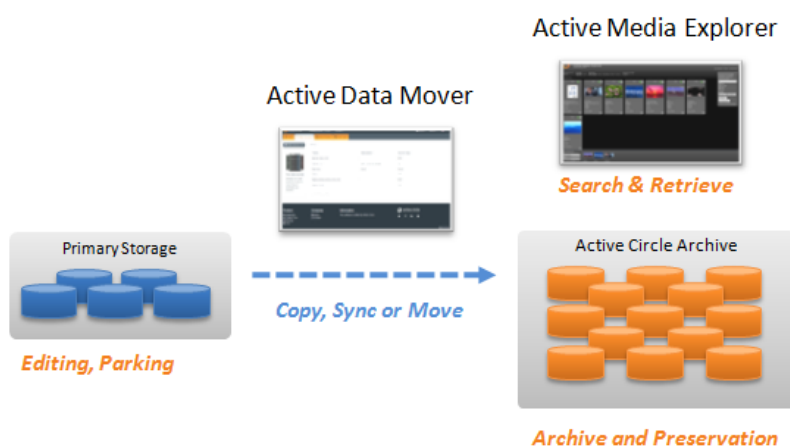 Active Media Explorer
Active Data Mover
Search & Retrieve
Primary Storage
Active Circle Archive
Copy, Sync or Move
Editing, Parking
Archive and Preservation